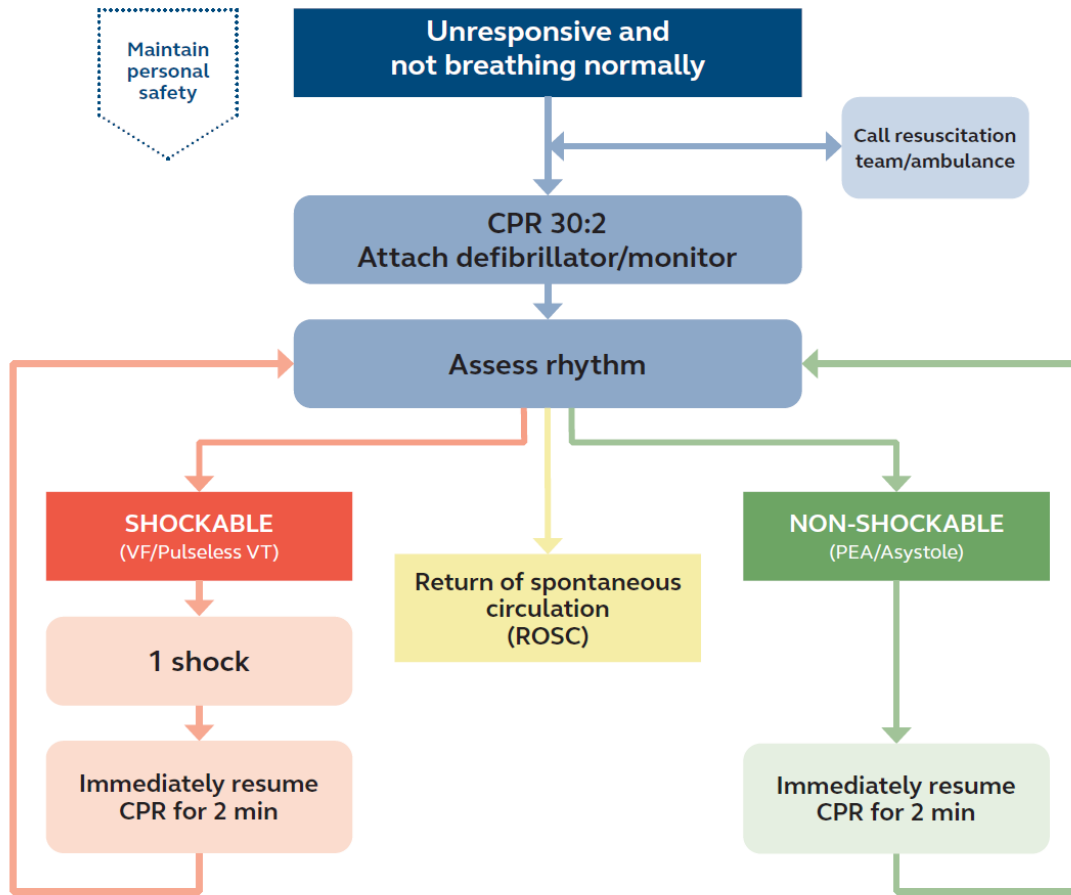 Maintain
personal
safety
Unresponsive and
not breathing normally
Call resuscitation
team/ambulance
CPR 30:2
Attach defibrillator/monitor
Assess rhythm
SHOCKABLE
(VF/Pulseless VT)
1 shock
Immediately resume
CPR for 2 min
Return of spontaneous
circulation
(ROSC)
NON-SHOCKABLE
(PEA/Asystole)
Immediately resume
CPR for 2 min